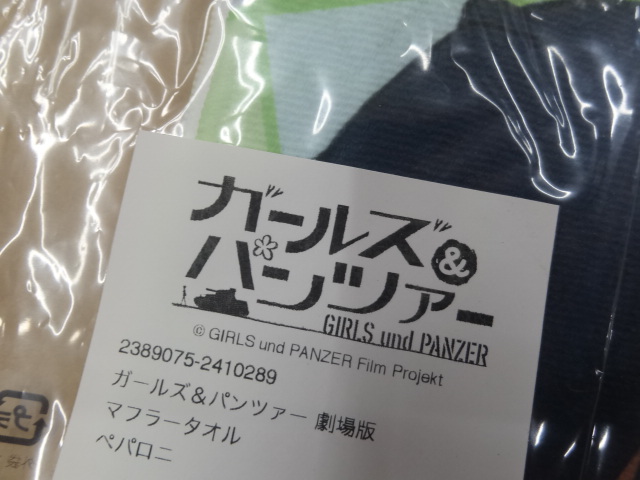 ガールズ&
パンツァー
GIRLS und PANZER
© GIRLS und PANZER Film Projekt
2389075-2410289
ガールズ&パンツァー 劇場版
マフラータオル
ペパロニ
プラ